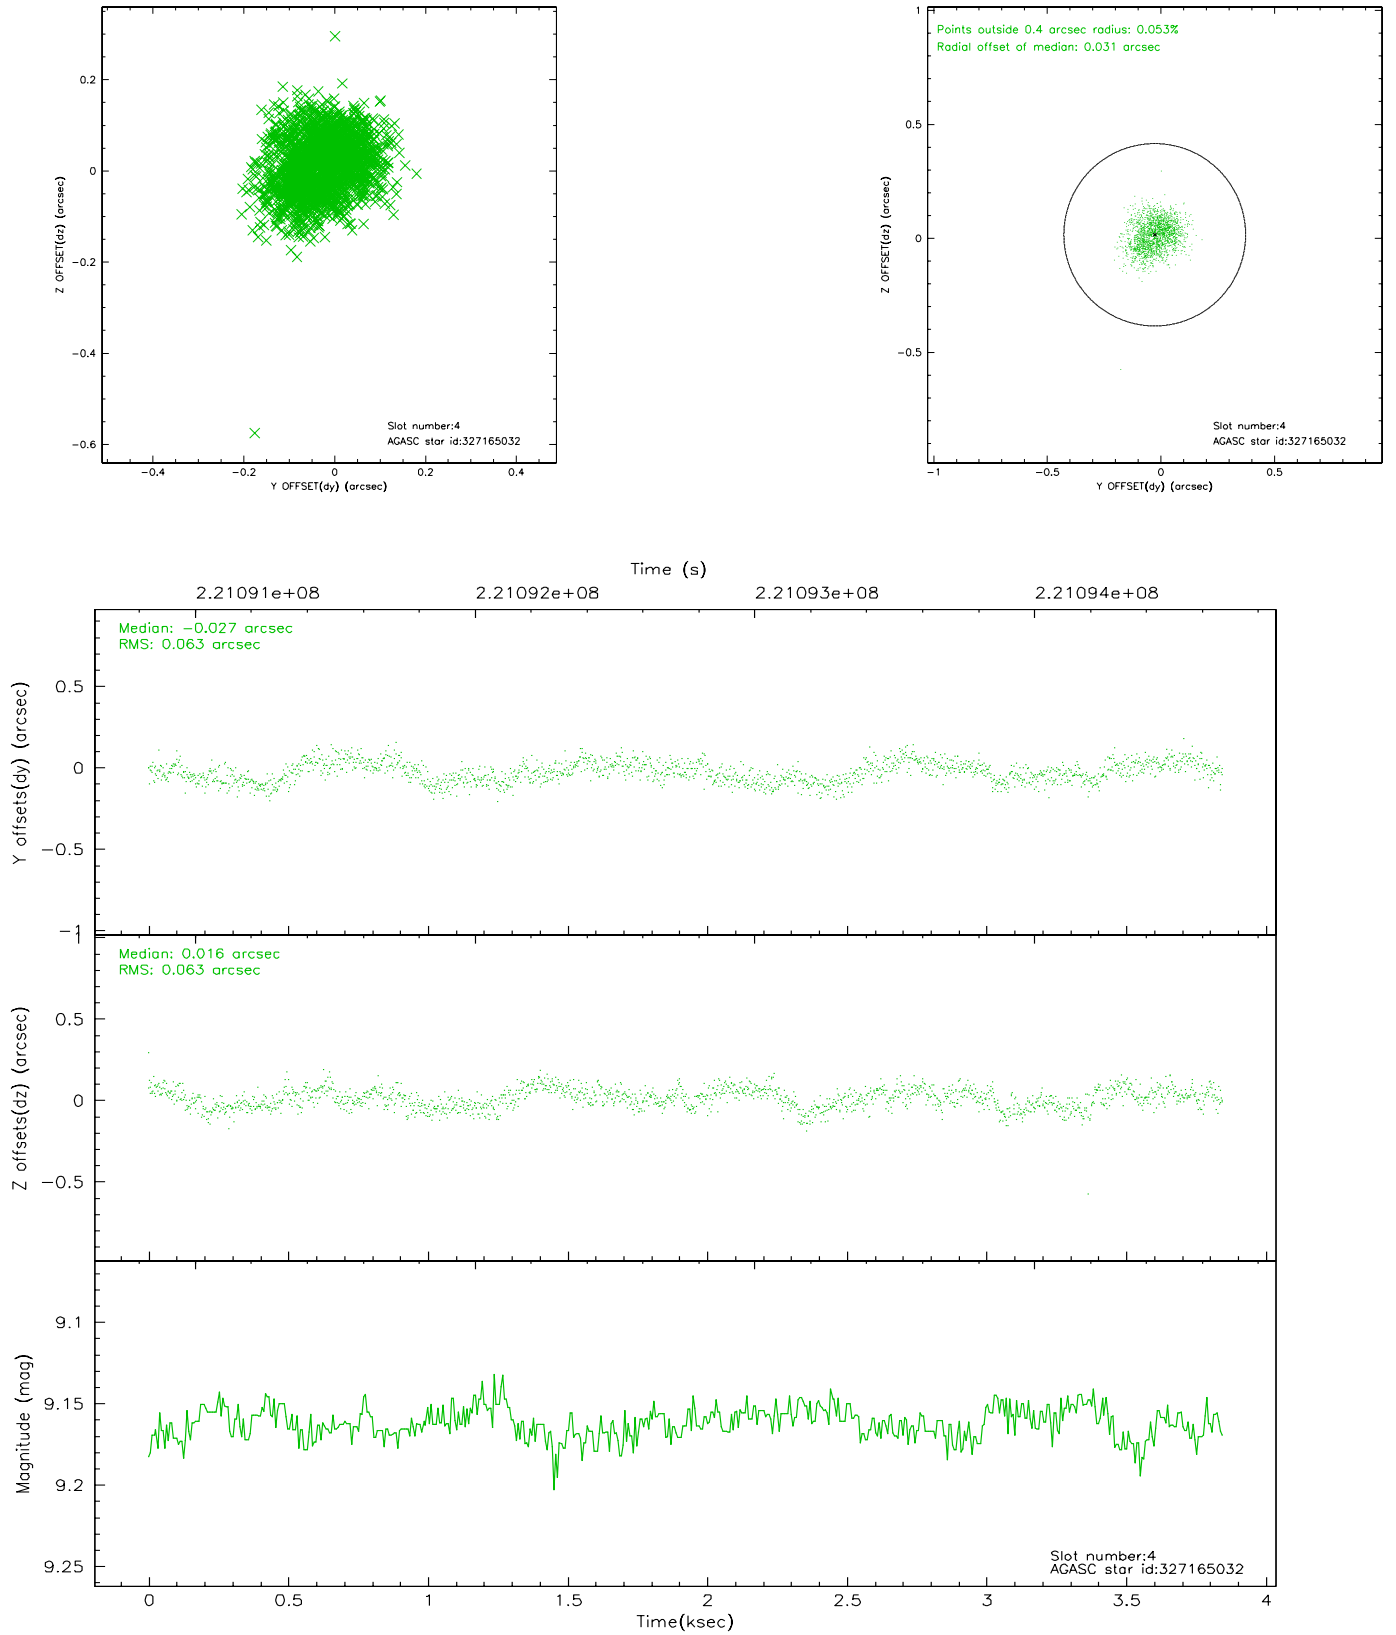 0.2
0
−0.2
−0.4
−0.6
Z OFFSET(dz) (arcsec)
Slot number:4
AGASC star id:327165032
−0.4 −0.2 0 0.2 0.4
Y OFFSET(dy) (arcsec)
Points outside 0.4 arcsec radius: 0.053%
Radial offset of median: 0.031 arcsec
1
0.5
0
−0.5
Z OFFSET(dz) (arcsec)
Slot number:4
AGASC star id:327165032
−1 −0.5 0 0.5
Y OFFSET(dy) (arcsec)
Time (s)
2.21091e+08 2.21092e+08 2.21093e+08 2.21094e+08
Median: −0.027 arcsec
RMS: 0.063 arcsec
0.5
0
−0.5
−1
Y offsets(dy) (arcsec)
Median: 0.016 arcsec
RMS: 0.063 arcsec
1
0.5
0
−0.5
Z offsets(dz) (arcsec)
9.1
9.15
9.2
9.25
Magnitude (mag)
Slot number:4
AGASC star id:327165032
0 0.5 1 1.5 2 2.5 3 3.5 4
Time(ksec)